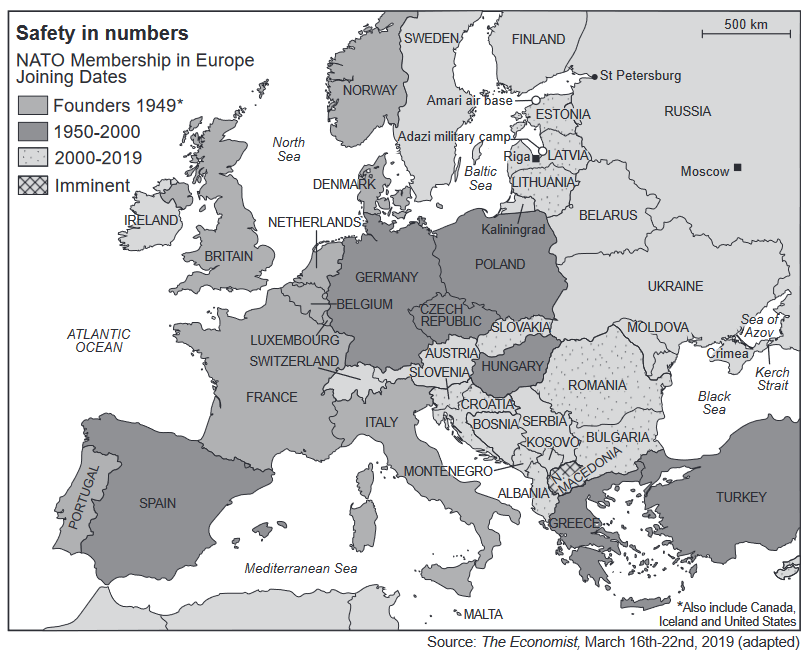 Safety in numbers
NATO Membership in Europe
Joining Dates
Founders 1949*
1950-2000
2000-2019
Imminent
500 km
SWEDEN
FINLAND
NORWAY
St Petersburg
Amari air base
ESTONIA
RUSSIA
North
Sea
Adazi military camp
Riga
LATVIA
Moscow
Baltic
Sea
DENMARK
LITHUANIA
IRELAND
NETHERLANDS
Kaliningrad
BELARUS
BRITAIN
GERMANY
POLAND
UKRAINE
BELGIUM
CZECH
REPUBLIC
ATLANTIC
OCEAN
LUXEMBOURG
SLOVAKIA
MOLDOVA
Sea of
Azov
SWITZERLAND
AUSTRIA
Crimea
SLOVENIA
HUNGARY
Kerch
Strait
FRANCE
ROMANIA
Black
Sea
CROATIA
ITALY
BOSNIA
SERBIA
KOSOVO
BULGARIA
MONTENEGRO
MACEDONIA
PORTUGAL
SPAIN
ALBANIA
TURKEY
GREECE
Mediterranean Sea
MALTA
*Also include Canada,
Iceland and United States
Source: The Economist, March 16th-22nd, 2019 (adapted)